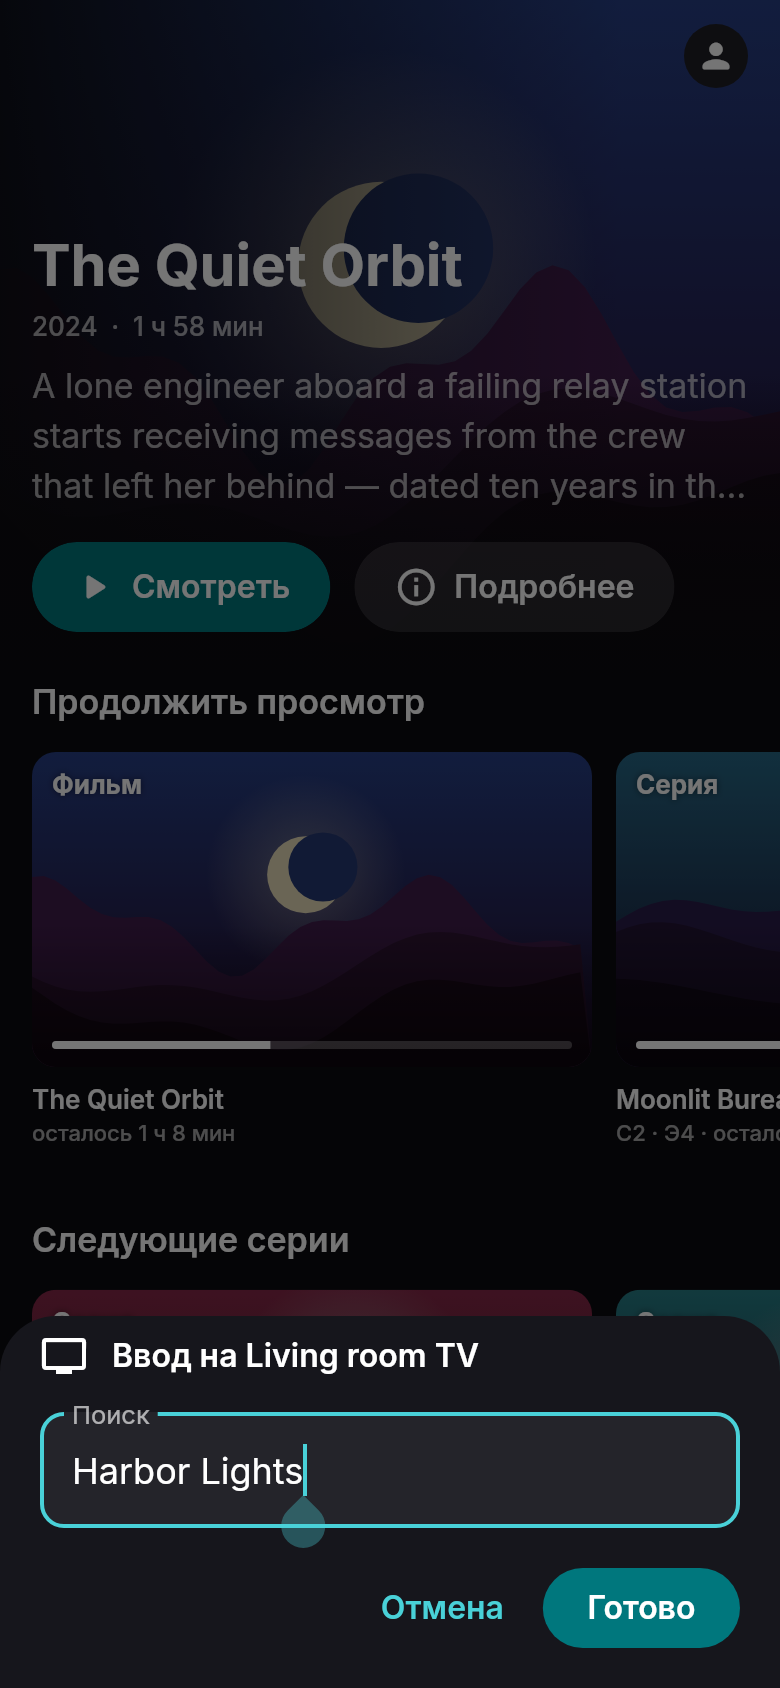 The Quiet Orbit
2024 · 1 ч 58 мин
A lone engineer aboard a failing relay station
starts receiving messages from the crew
that left her behind — dated ten years in th...
Смотреть
Подробнее
Продолжить просмотр
Фильм
Серия
The Quiet Orbit
Moonlit
осталось 1 ч 8 мин
С2 · Э4 ·
Следующие серии
Ввод на Living room TV
Поиск
Harbor Lights
Отмена
Готово